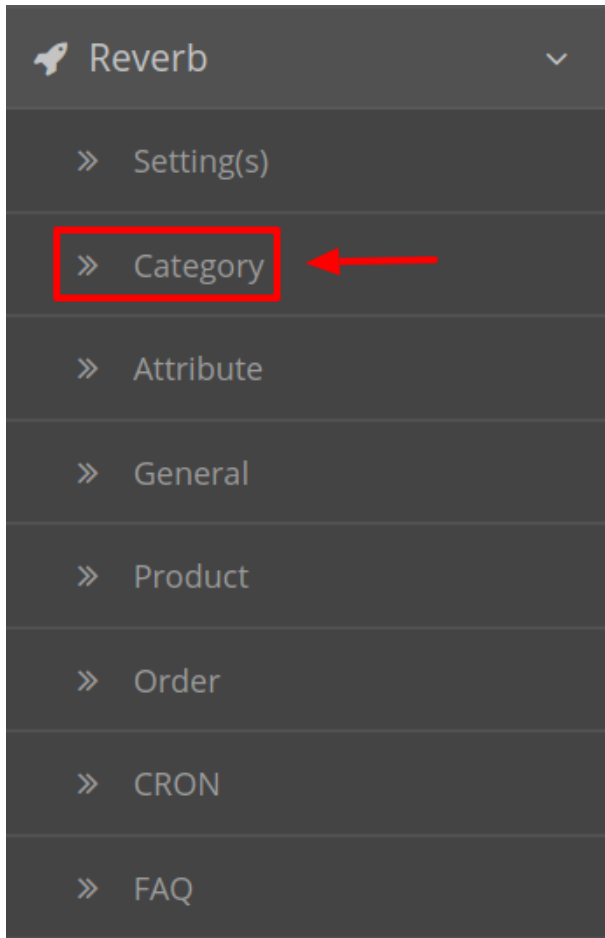 Reverb
Setting(s)
Category
Attribute
General
Product
Order
CRON
FAQ